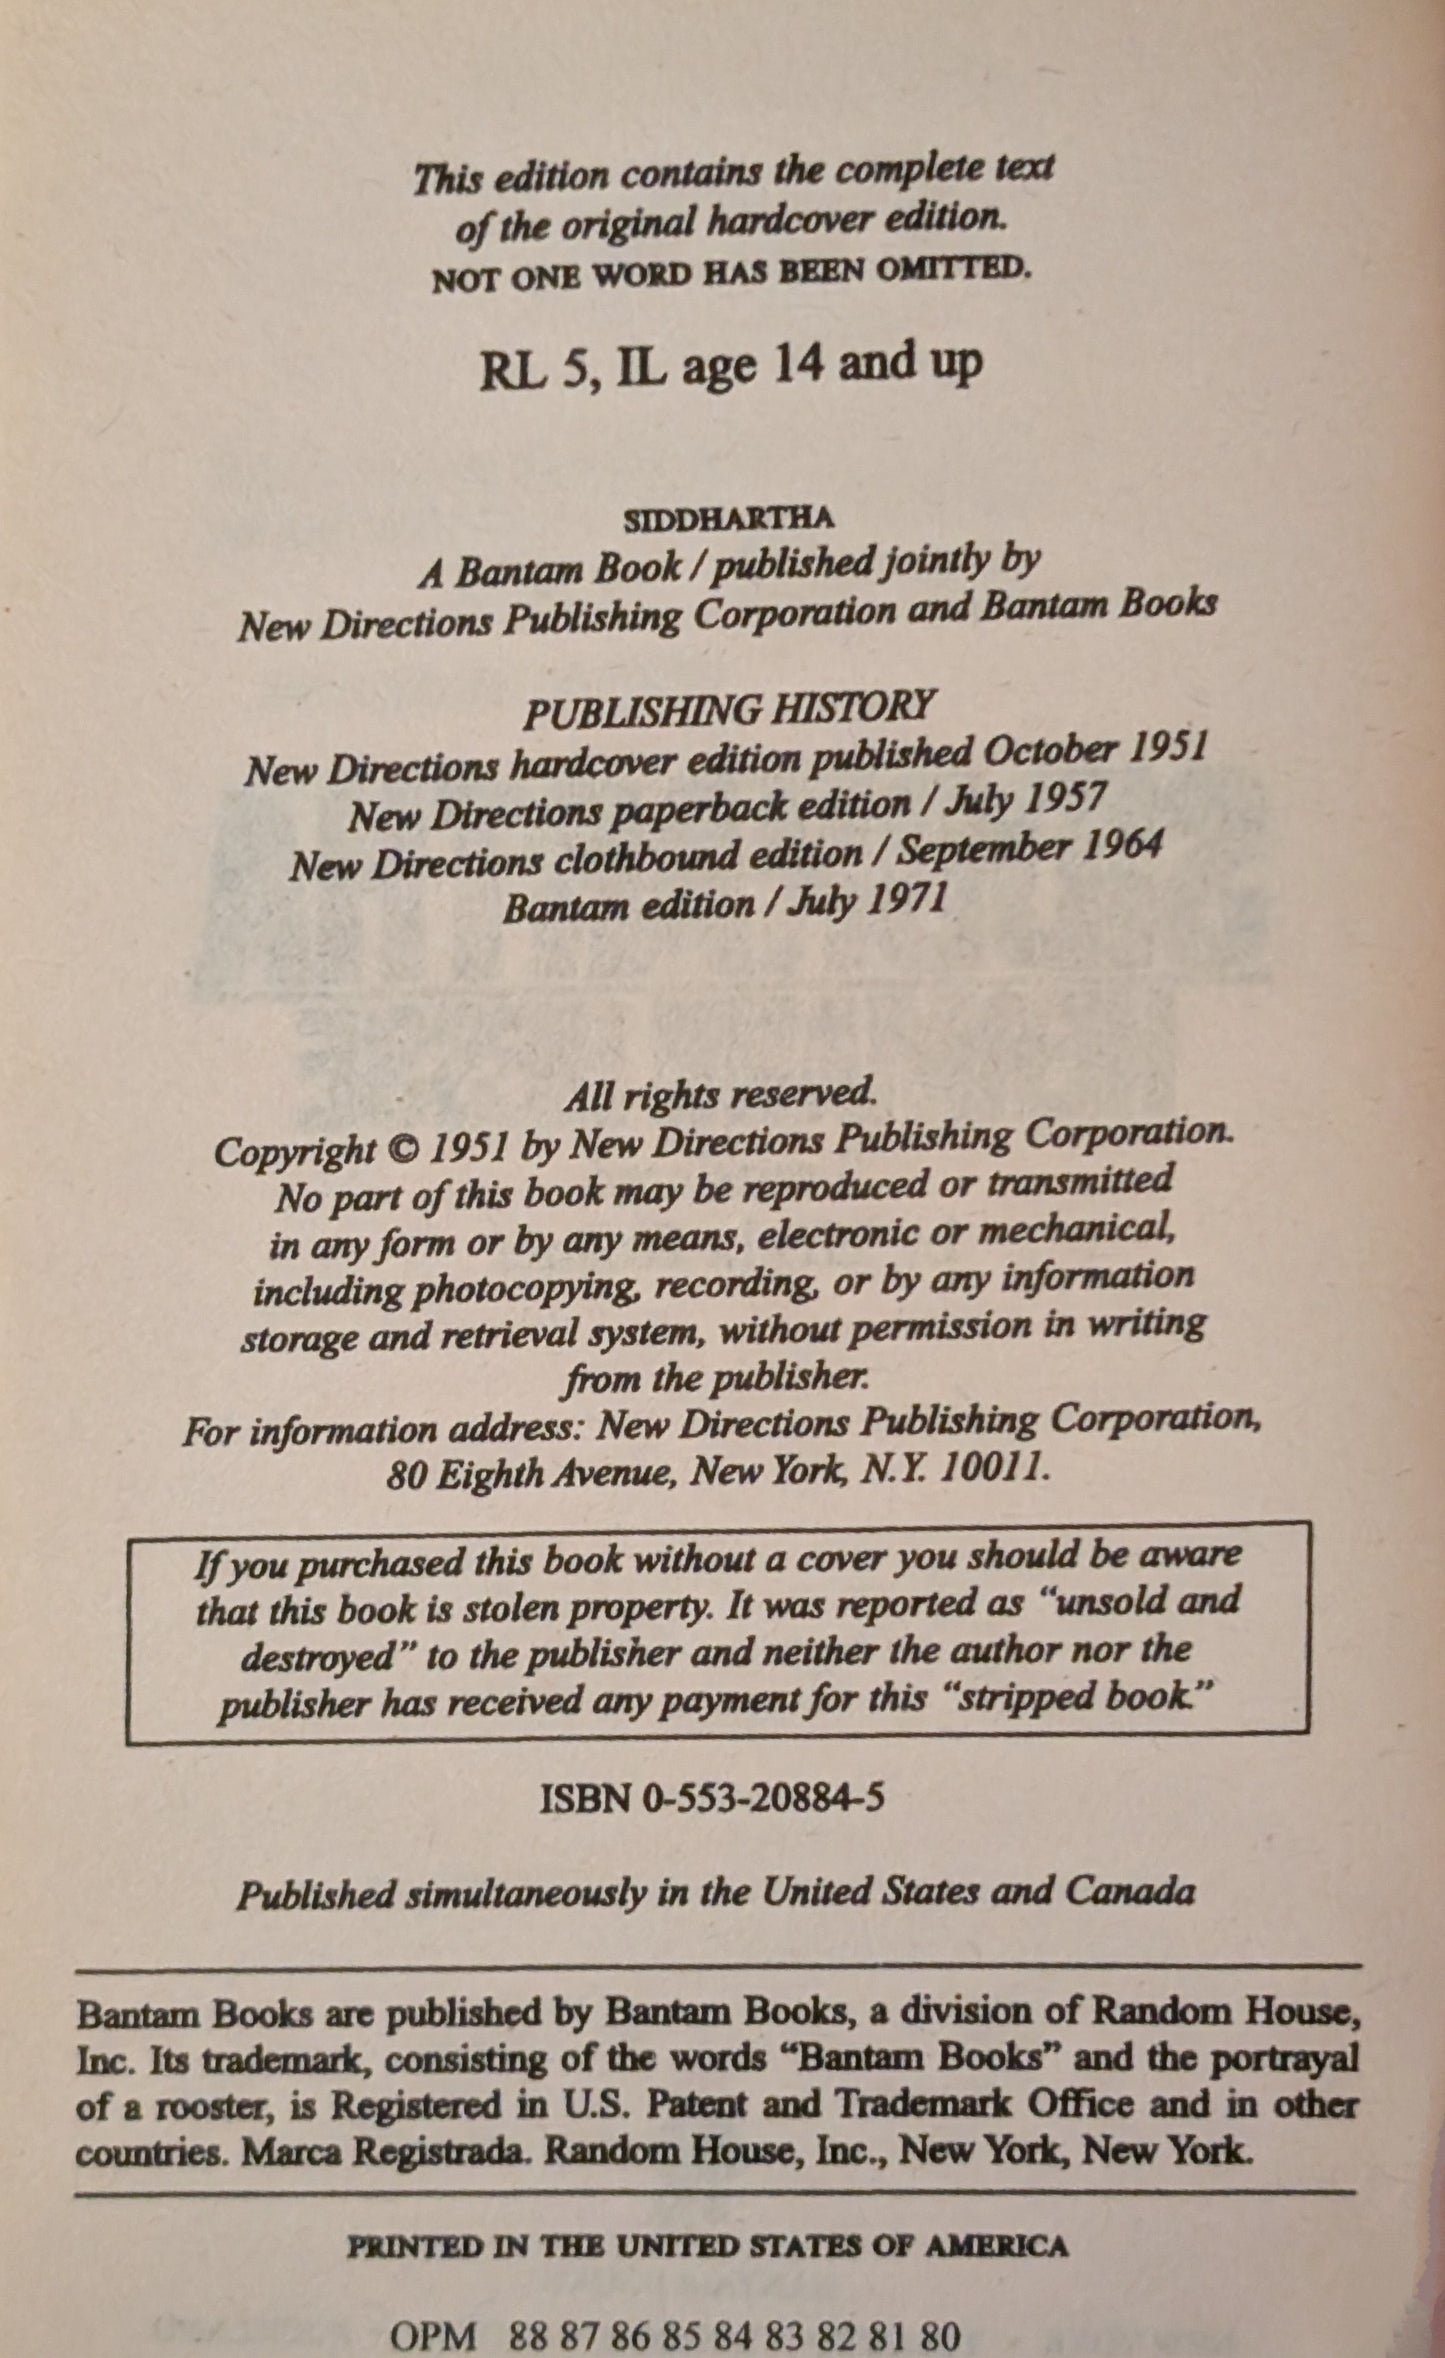 This edition contains the complete text
of the original hardcover edition.
NOT ONE WORD HAS BEEN OMITTED.
RL 5, IL age 14 and up
SIDDHARTHA
A Bantam Book / published jointly by
New Directions Publishing Corporation and Bantam Books
PUBLISHING HISTORY
New Directions hardcover edition published October 1951
New Directions paperback edition / July 1957
New Directions clothbound edition / September 1964
Bantam edition / July 1971
All rights reserved.
Copyright © 1951 by New Directions Publishing Corporation.
No part of this book may be reproduced or transmitted
in any form or by any means, electronic or mechanical,
including photocopying, recording, or by any information
storage and retrieval system, without permission in writing
from the publisher.
For information address: New Directions Publishing Corporation,
80 Eighth Avenue, New York, N.Y. 10011.
If you purchased this book without a cover you should be aware
that this book is stolen property. It was reported as “unsold and
destroyed” to the publisher and neither the author nor the
publisher has received any payment for this “stripped book.”
ISBN 0-553-20884-5
Published simultaneously in the United States and Canada
Bantam Books are published by Bantam Books, a division of Random House,
Inc. Its trademark, consisting of the words “Bantam Books” and the portrayal
of a rooster, is Registered in U.S. Patent and Trademark Office and in other
countries. Marca Registrada. Random House, Inc., New York, New York.
PRINTED IN THE UNITED STATES OF AMERICA
OPM 88 87 86 85 84 83 82 81 80